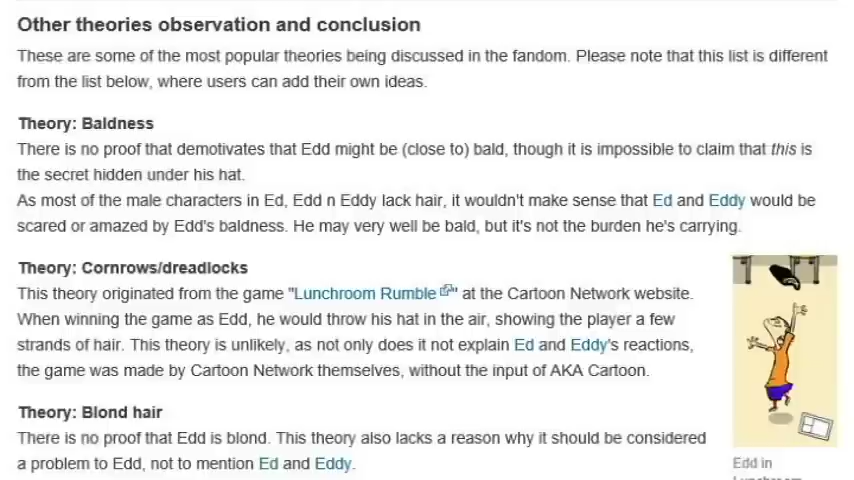 Other theories observation and conclusion
These are some of the most popular theories being discussed in the fandom. Please note that this list is different
from the list below, where users can add their own ideas.
Theory: Baldness
There is no proof that demotivates that Edd might be (close to) bald, though it is impossible to claim that this is
the secret hidden under his hat.
As most of the male characters in Ed, Edd n Eddy lack hair, it wouldn't make sense that Ed and Eddy would be
scared or amazed by Edd's baldness. He may very well be bald, but it's not the burden he's carrying.
Theory: Cornrows/dreadlocks
This theory originated from the game "Lunchroom Rumble" at the Cartoon Network website.
When winning the game as Edd, he would throw his hat in the air, showing the player a few
strands of hair. This theory is unlikely, as not only does it not explain Ed and Eddy's reactions,
the game was made by Cartoon Network themselves, without the input of AKA Cartoon.
Theory: Blond hair
There is no proof that Edd is blond. This theory also lacks a reason why it should be considered
a problem to Edd, not to mention Ed and Eddy.
Edd in